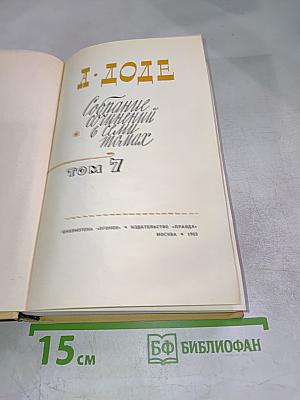 А·ДОДЕ
Собрание
сочинений
в семи
томах
ТОМ 7
БИБЛИОТЕКА «ОГОНЕК» • ИЗДАТЕЛЬСТВО «ПРАВДА»
МОСКВА • 1965
15 см
БФ БИБЛИОФАН